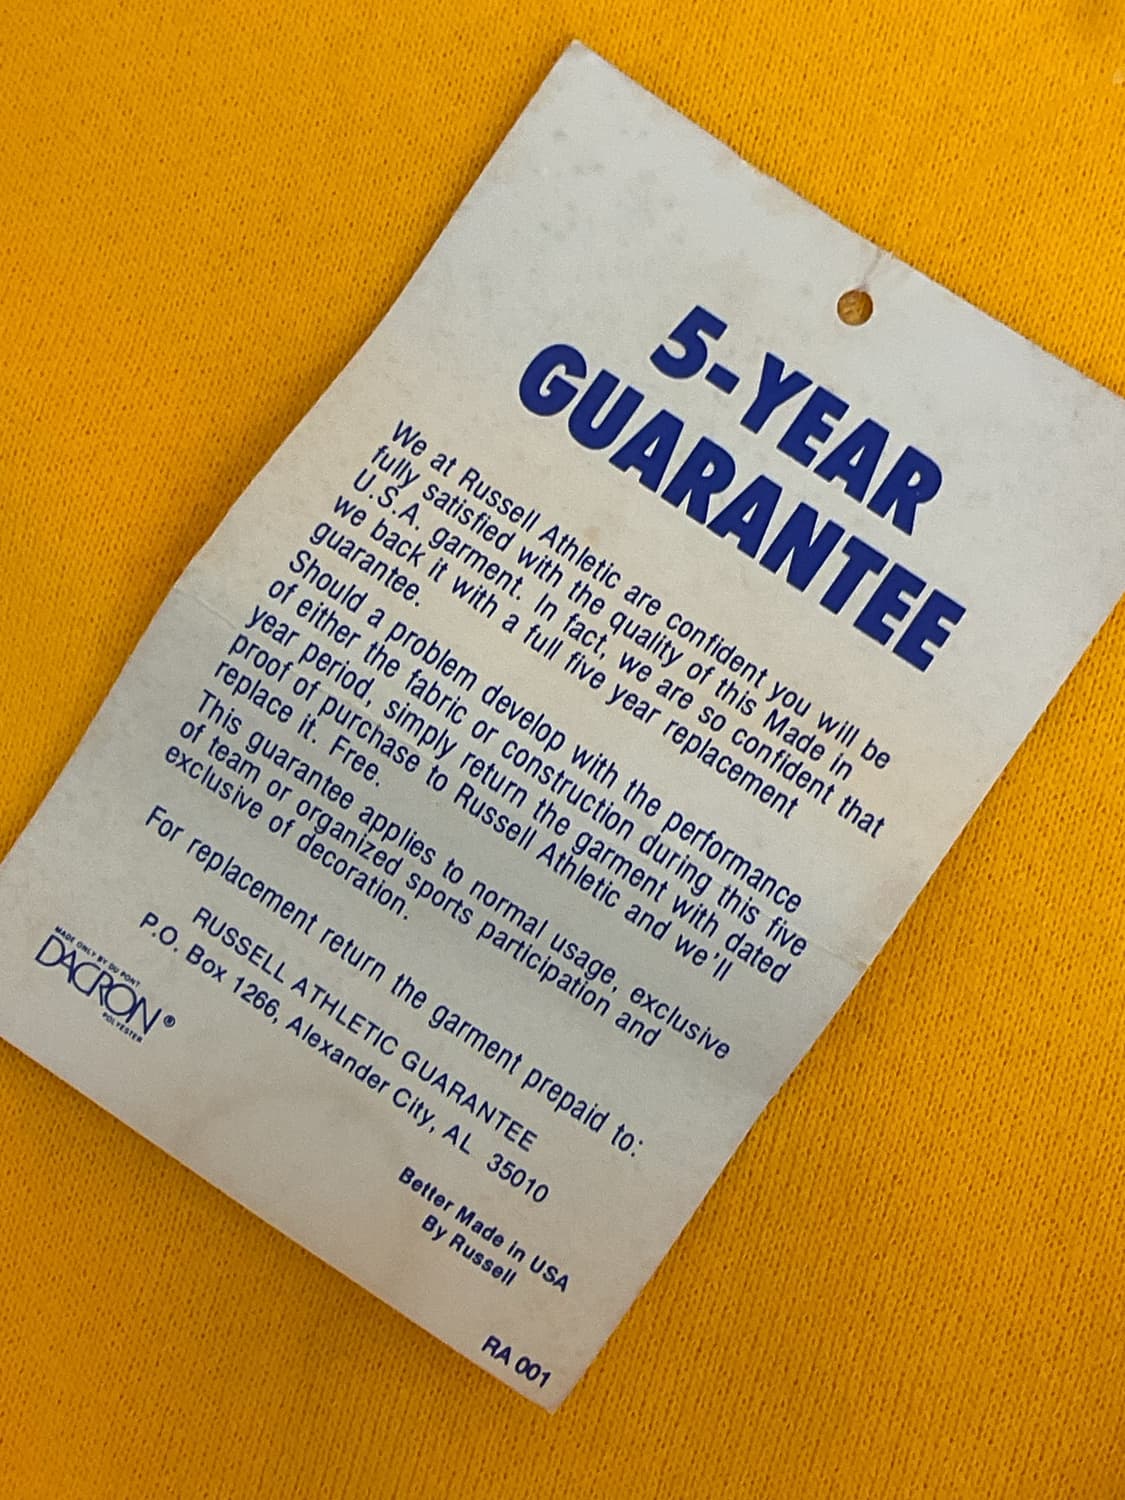 5-YEAR
GUARANTEE
We at Russell Athletic are confident you will be
fully satisfied with the quality of this Made in
U.S.A. garment. In fact, we are so confident that
we back it with a full five year replacement
guarantee.
Should a problem develop with the performance
of either the fabric or construction during this five
year period, simply return the garment with dated
proof of purchase to Russell Athletic and we'll
replace it. Free.
This guarantee applies to normal usage, exclusive
of team or organized sports participation and
exclusive of decoration.
For replacement return the garment prepaid to:
RUSSELL ATHLETIC GUARANTEE
P.O. Box 1266, Alexander City, AL 35010
MADE ONLY BY DU PONT
DACRON®
POLYESTER
Better Made in USA
By Russell
RA 001